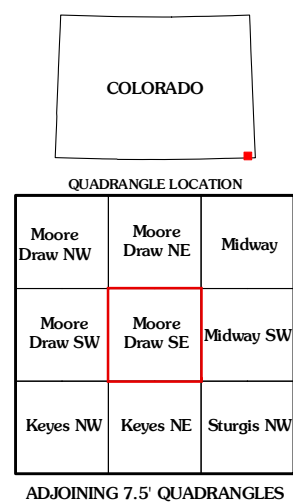 COLORADO
QUADRANGLE LOCATION
Moore
Draw NW
Moore
Draw NE
Midway
Moore
Draw SW
Moore
Draw SE
Midway SW
Keyes NW
Keyes NE
Sturgis NW
ADJOINING 7.5' QUADRANGLES